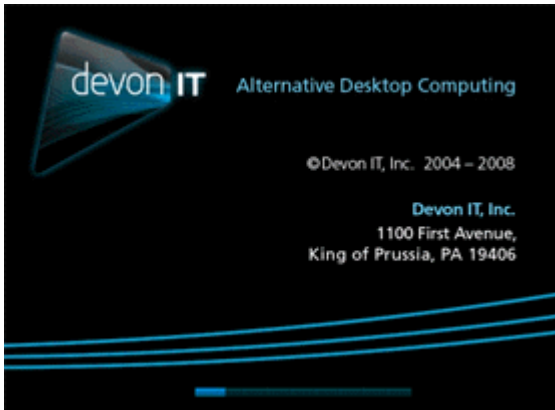 devon IT
Alternative Desktop Computing
©Devon IT, Inc. 2004 – 2008
Devon IT, Inc.
1100 First Avenue,
King of Prussia, PA 19406